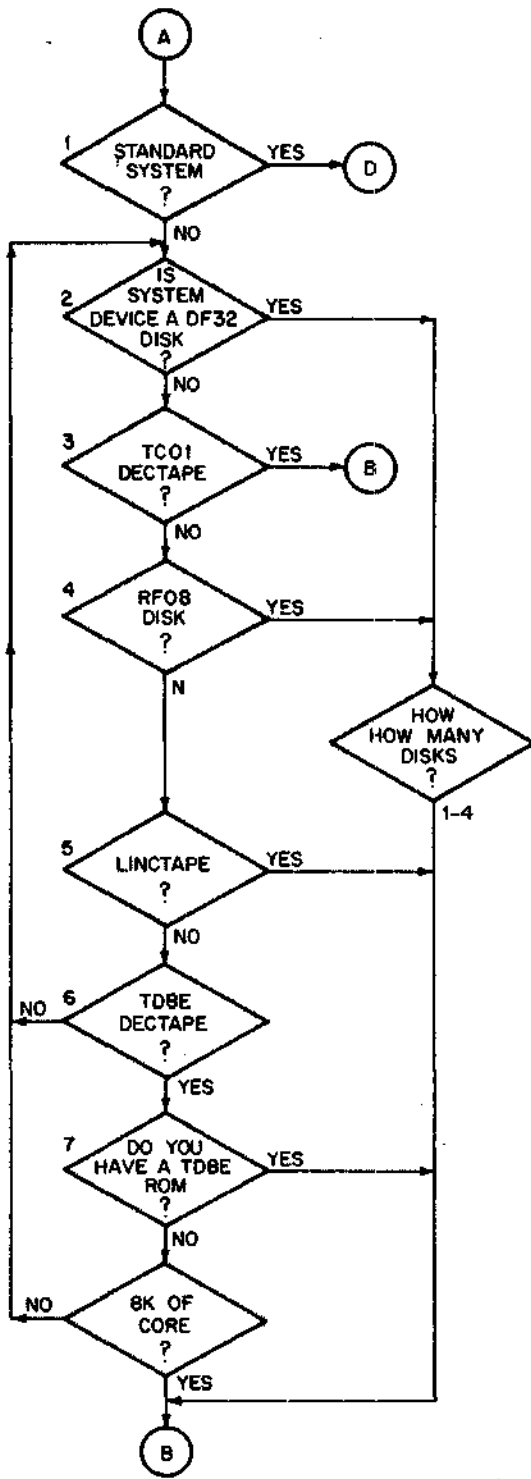 A
1
STANDARD
SYSTEM
?
YES
D
NO
2
IS
SYSTEM
DEVICE A DF32
DISK
?
YES
NO
3
TC01
DECTAPE
?
YES
B
NO
4
RF08
DISK
?
YES
N
HOW
HOW MANY
DISKS
?
1-4
5
LINCTAPE
?
YES
NO
6
TD8E
DECTAPE
?
NO
YES
7
DO YOU
HAVE A TD8E
ROM
?
YES
NO
8K OF
CORE
?
NO
YES
B